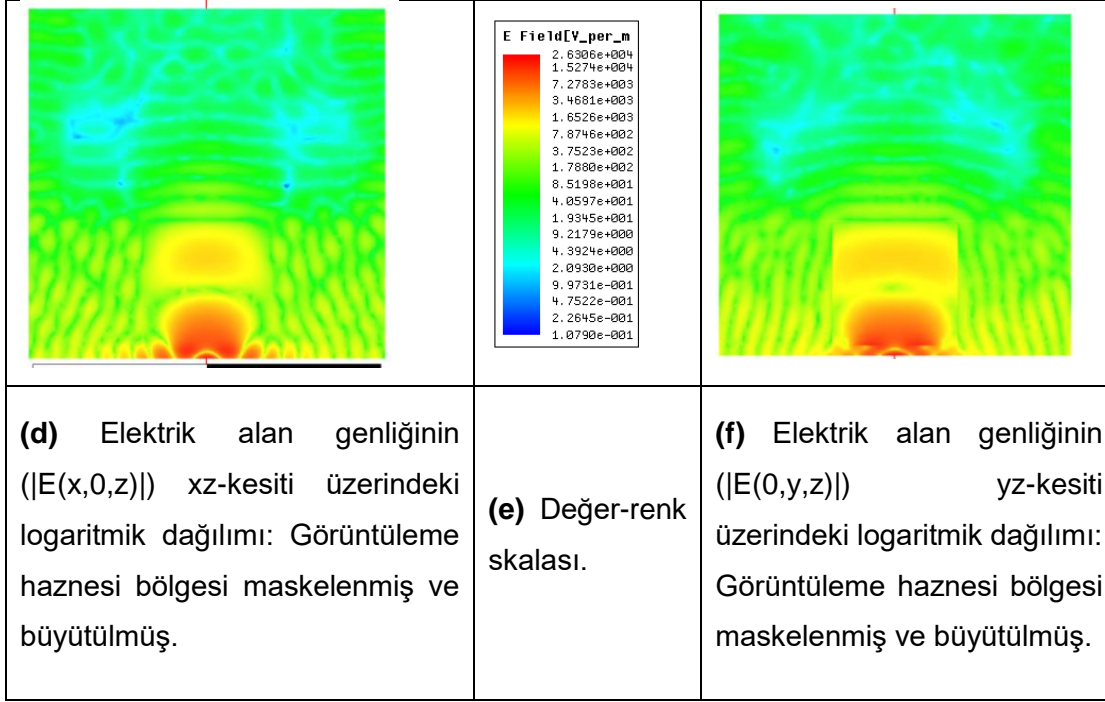 E Field[V_per_m
2.6306e+004
1.5274e+004
7.2783e+003
3.4681e+003
1.6526e+003
7.8746e+002
3.7523e+002
1.7880e+002
8.5198e+001
4.0597e+001
1.9345e+001
9.2179e+000
4.3924e+000
2.0930e+000
9.9731e-001
4.7522e-001
2.2645e-001
1.0790e-001
(d) Elektrik alan genliğinin
(|E(x,0,z)|) xz-kesiti üzerindeki
logaritmik dağılımı: Görüntüleme
haznesi bölgesi maskelenmiş ve
büyütülmüş.
(e) Değer-renk
skalası.
(f) Elektrik alan genliğinin
(|E(0,y,z)|) yz-kesiti
üzerindeki logaritmik dağılımı:
Görüntüleme haznesi bölgesi
maskelenmiş ve büyütülmüş.